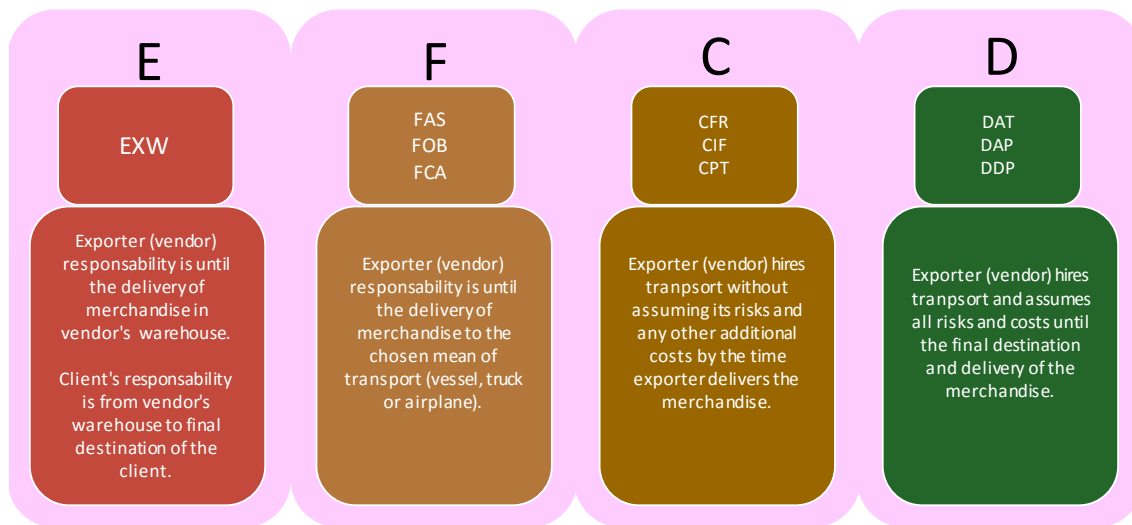 E
EXW
Exporter (vendor)
responsability is until
the delivery of
merchandise in
vendor's warehouse.
Client's responsability
is from vendor's
warehouse to final
destination of the
client.
F
FAS
FOB
FCA
Exporter (vendor)
responsability is until
the delivery of
merchandise to the
chosen mean of
transport (vessel, truck
or airplane).
C
CFR
CIF
CPT
Exporter (vendor) hires
tranpsort without
assuming its risks and
any other additional
costs by the time
exporter delivers the
merchandise.
D
DAT
DAP
DDP
Exporter (vendor) hires
tranpsort and assumes
all risks and costs until
the final destination
and delivery of the
merchandise.